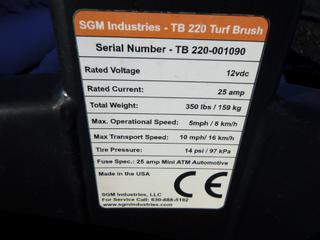 SGM Industries - TB 220 Turf Brush
Serial Number - TB 220-001090
Rated Voltage 12vdc
Rated Current: 25 amp
Total Weight: 350 lbs / 159 kg
Max. Operational Speed: 5mph / 8 km/h
Max Transport Speed: 10 mph/ 16 km/h
Tire Pressure: 14 psi/ 97 kPa
Fuse Spec.: 25 amp Mini ATM Automotive
Made in the USA
CE
SGM Industries, LLC
For Service Call: 630-688-5192
www.sgmindustries.com